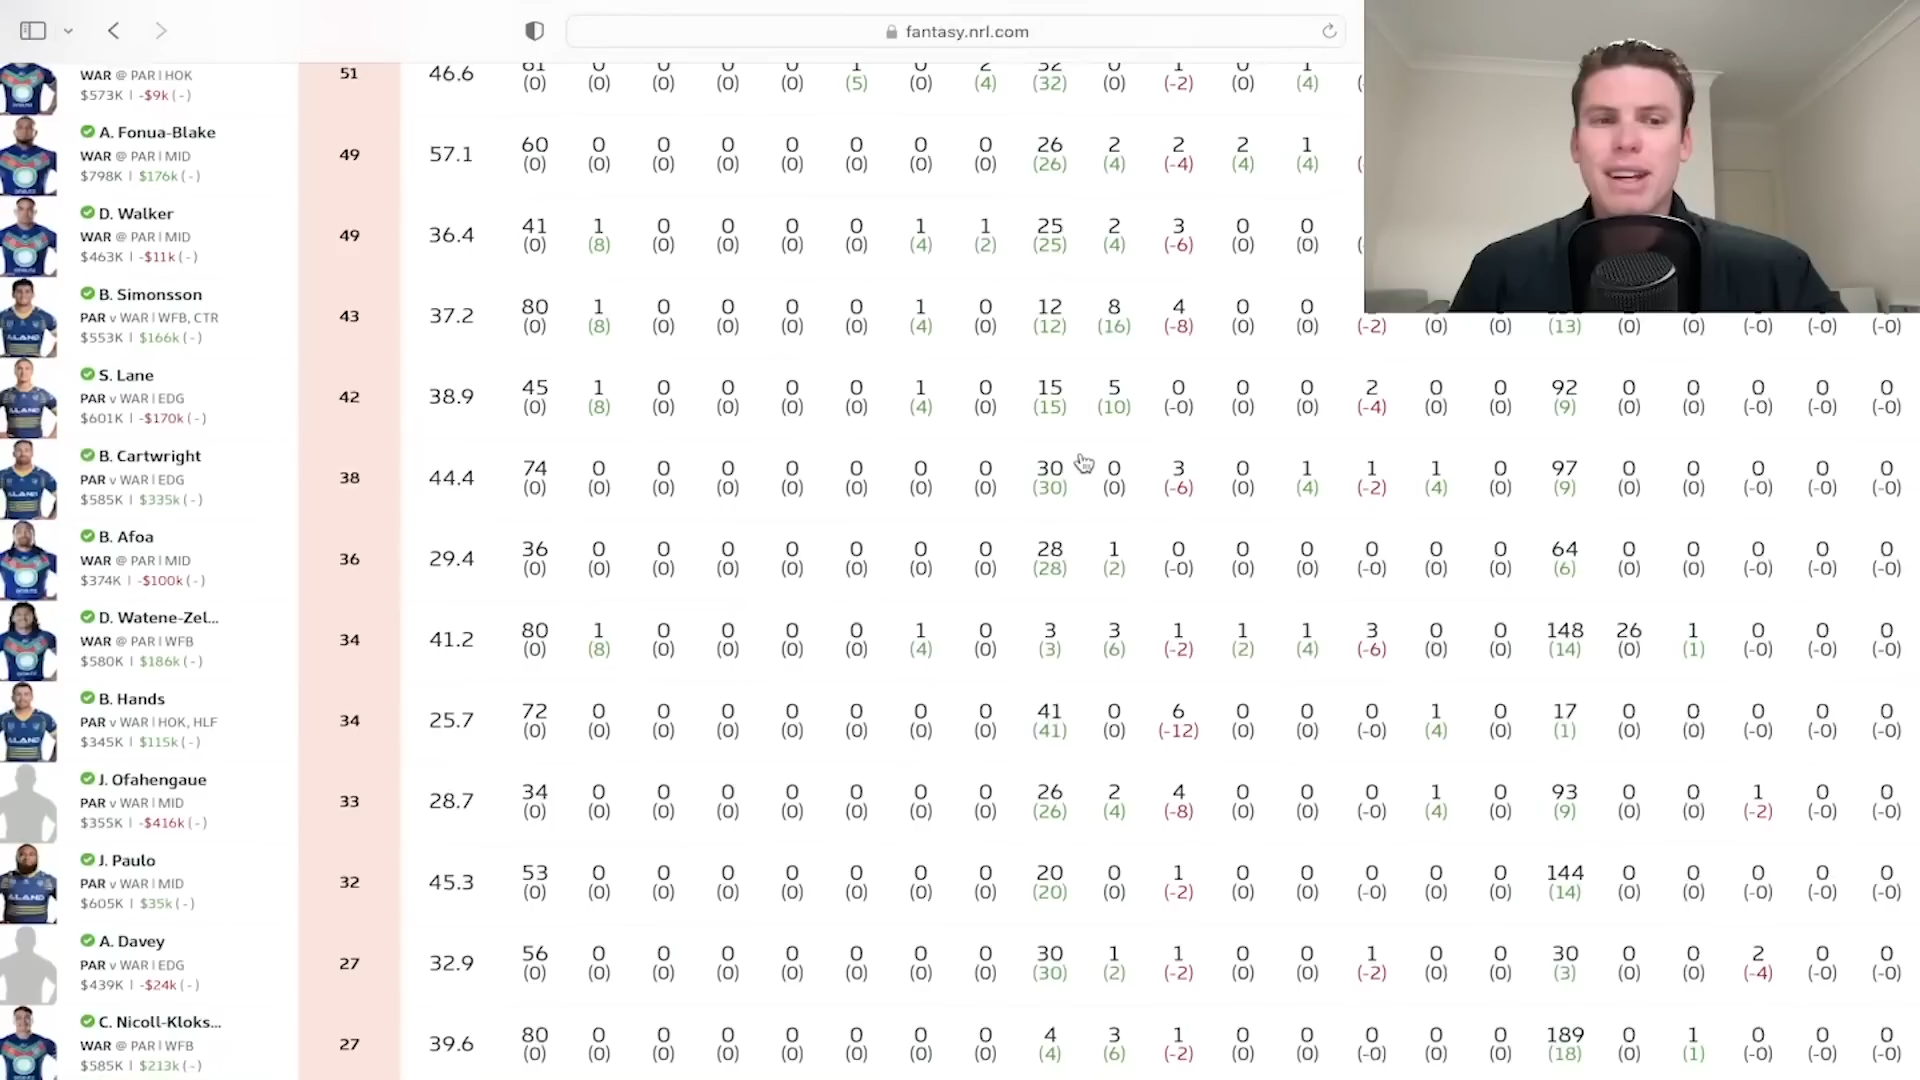 fantasy.nrl.com
WAR @ PAR | HOK 51 46.6 61 0 0 0 0 1 0 2 32 0 1 0 1
$573K | -$9k ( - ) (0) (0) (0) (0) (0) (5) (0) (4) (32) (0) (-2) (0) (4)
A. Fonua-Blake 60 0 0 0 0 0 0 0 26 2 2 2 1
WAR @ PAR | MID 49 57.1
$798K | $176k ( - ) (0) (0) (0) (0) (0) (0) (0) (0) (26) (4) (-4) (4) (4)
D. Walker 41 1 0 0 0 0 1 1 25 2 3 0 0
WAR @ PAR | MID 49 36.4
$463K | -$11k ( - ) (0) (8) (0) (0) (0) (0) (4) (2) (25) (4) (-6) (0) (0)
B. Simonsson 80 1 0 0 0 0 1 0 12 8 4 0 0
PAR v WAR | WFB, CTR 43 37.2
$553K | $166k ( - ) (0) (8) (0) (0) (0) (0) (4) (0) (12) (16) (-8) (0) (0) (-2) (0) (0) (13) (0) (0) (-0) (-0) (-0)
S. Lane 45 1 0 0 0 0 1 0 15 5 0 0 0 2 0 0 92 0 0 0 0 0
PAR v WAR | EDG 42 38.9
$601K | -$170k ( - ) (0) (8) (0) (0) (0) (0) (4) (0) (15) (10) (-0) (0) (0) (-4) (0) (0) (9) (0) (0) (-0) (-0) (-0)
B. Cartwright 74 0 0 0 0 0 0 0 30 0 3 0 1 1 1 0 97 0 0 0 0 0
PAR v WAR | EDG 38 44.4
$585K | $335k ( - ) (0) (0) (0) (0) (0) (0) (0) (0) (30) (0) (-6) (0) (4) (-2) (4) (0) (9) (0) (0) (-0) (-0) (-0)
B. Afoa 36 0 0 0 0 0 0 0 28 1 0 0 0 0 0 0 64 0 0 0 0 0
WAR @ PAR | MID 36 29.4
$374K | -$100k ( - ) (0) (0) (0) (0) (0) (0) (0) (0) (28) (2) (-0) (0) (0) (-0) (0) (0) (6) (0) (0) (-0) (-0) (-0)
D. Watene-Zel... 80 1 0 0 0 0 1 0 3 3 1 1 1 3 0 0 148 26 1 0 0 0
WAR @ PAR | WFB 34 41.2
$580K | $186k ( - ) (0) (8) (0) (0) (0) (0) (4) (0) (3) (6) (-2) (2) (4) (-6) (0) (0) (14) (0) (1) (-0) (-0) (-0)
B. Hands 72 0 0 0 0 0 0 0 41 0 6 0 0 0 1 0 17 0 0 0 0 0
PAR v WAR | HOK, HLF 34 25.7
$345K | $115k ( - ) (0) (0) (0) (0) (0) (0) (0) (0) (41) (0) (-12) (0) (0) (-0) (4) (0) (1) (0) (0) (-0) (-0) (-0)
J. Ofahengaue 34 0 0 0 0 0 0 0 26 2 4 0 0 0 1 0 93 0 0 1 0 0
PAR v WAR | MID 33 28.7
$355K | -$416k ( - ) (0) (0) (0) (0) (0) (0) (0) (0) (26) (4) (-8) (0) (0) (-0) (4) (0) (9) (0) (0) (-2) (-0) (-0)
J. Paulo 53 0 0 0 0 0 0 0 20 0 1 0 0 0 0 0 144 0 0 0 0 0
PAR v WAR | MID 32 45.3
$605K | $35k ( - ) (0) (0) (0) (0) (0) (0) (0) (0) (20) (0) (-2) (0) (0) (-0) (0) (0) (14) (0) (0) (-0) (-0) (-0)
A. Davey 56 0 0 0 0 0 0 0 30 1 1 0 0 1 0 0 30 0 0 2 0 0
PAR v WAR | EDG 27 32.9
$439K | -$24k ( - ) (0) (0) (0) (0) (0) (0) (0) (0) (30) (2) (-2) (0) (0) (-2) (0) (0) (3) (0) (0) (-4) (-0) (-0)
C. Nicoll-Kloks... 80 0 0 0 0 0 0 0 4 3 1 0 0 0 0 0 189 0 1 0 0 0
WAR @ PAR | WFB 27 39.6
$585K | $213k ( - ) (0) (0) (0) (0) (0) (0) (0) (0) (4) (6) (-2) (0) (0) (-0) (0) (0) (18) (0) (1) (-0) (-0) (-0)